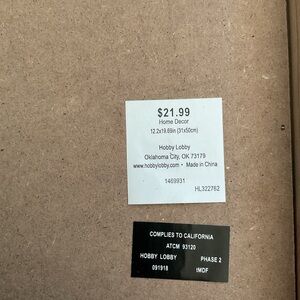 $21.99
Home Decor
12.2x19.69in (31x50cm)
Hobby Lobby
Oklahoma City, OK 73179
www.hobbylobby.com • Made in China
1469931
HL322762
COMPLIES TO CALIFORNIA
ATCM 93120
HOBBY LOBBY PHASE 2
091918 tMDF